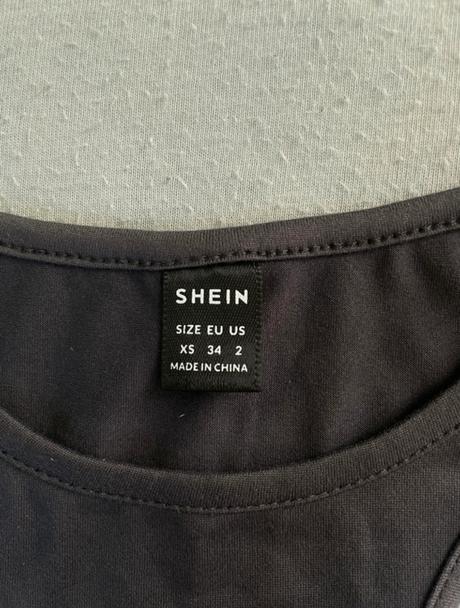 SHEIN
SIZE EU US
XS 34 2
MADE IN CHINA